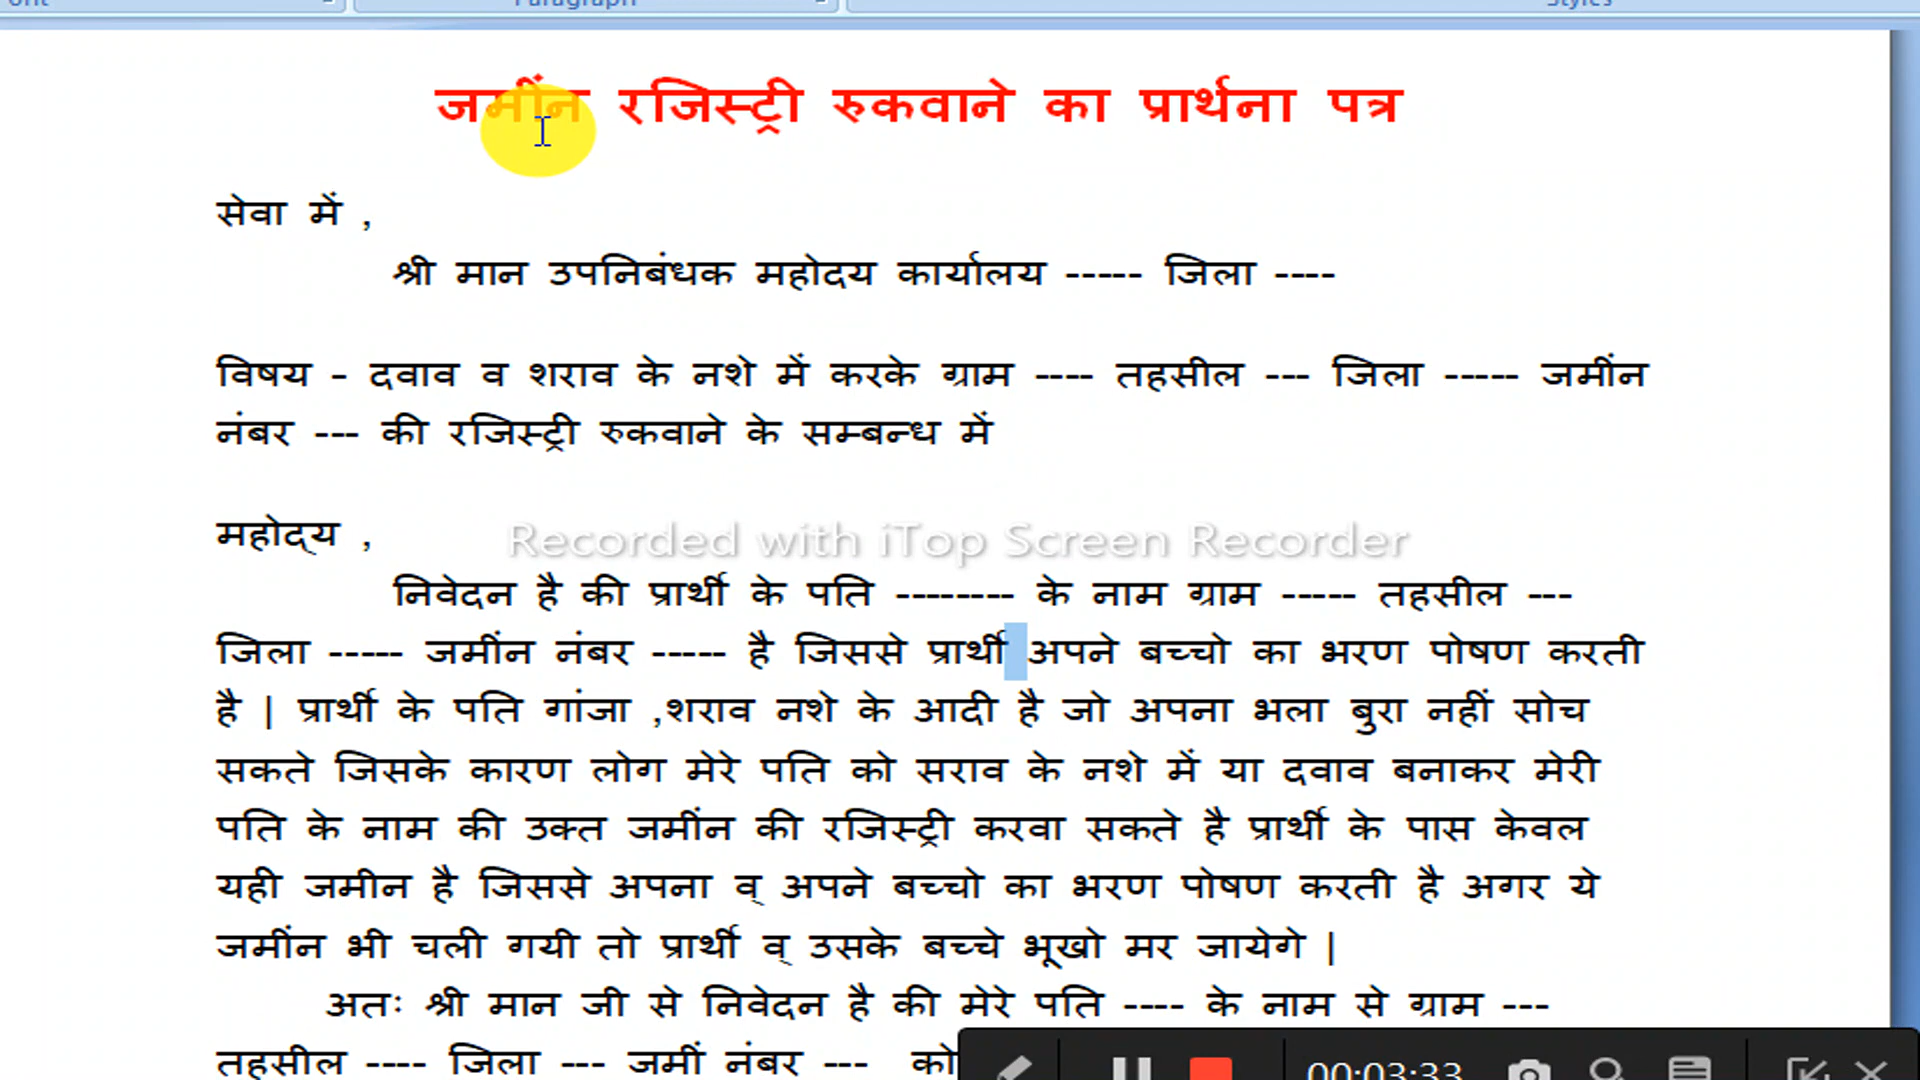 Paragraph
Styles
जमींन रजिस्ट्री रुकवाने का प्रार्थना पत्र
सेवा में ,
श्री मान उपनिबंधक महोदय कार्यालय ----- जिला ----
विषय - दवाव व शराव के नशे में करके ग्राम ---- तहसील --- जिला ----- जमींन
नंबर --- की रजिस्ट्री रुकवाने के सम्बन्ध में
महोद्य ,
Recorded with iTop Screen Recorder
निवेदन है की प्रार्थी के पति -------- के नाम ग्राम ----- तहसील ---
जिला ----- जमींन नंबर ----- है जिससे प्रार्थी अपने बच्चो का भरण पोषण करती
है | प्रार्थी के पति गांजा ,शराव नशे के आदी है जो अपना भला बुरा नहीं सोच
सकते जिसके कारण लोग मेरे पति को सराव के नशे में या दवाव बनाकर मेरी
पति के नाम की उक्त जमींन की रजिस्ट्री करवा सकते है प्रार्थी के पास केवल
यही जमीन है जिससे अपना व् अपने बच्चो का भरण पोषण करती है अगर ये
जमींन भी चली गयी तो प्रार्थी व् उसके बच्चे भूखो मर जायेगे |
अतः श्री मान जी से निवेदन है की मेरे पति ---- के नाम से ग्राम ---
तहसील ---- जिला --- जमीं नंबर --- को
00:03:33